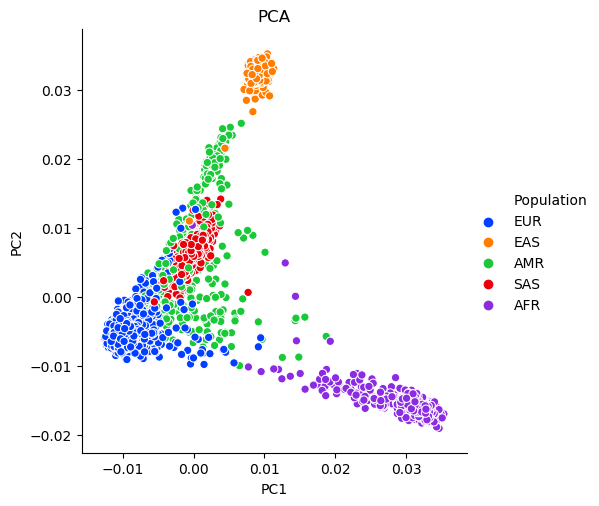 PCA
PC2
0.03
0.02
0.01
0.00
−0.01
−0.02
−0.01
0.00
0.01
0.02
0.03
PC1
Population
EUR
EAS
AMR
SAS
AFR